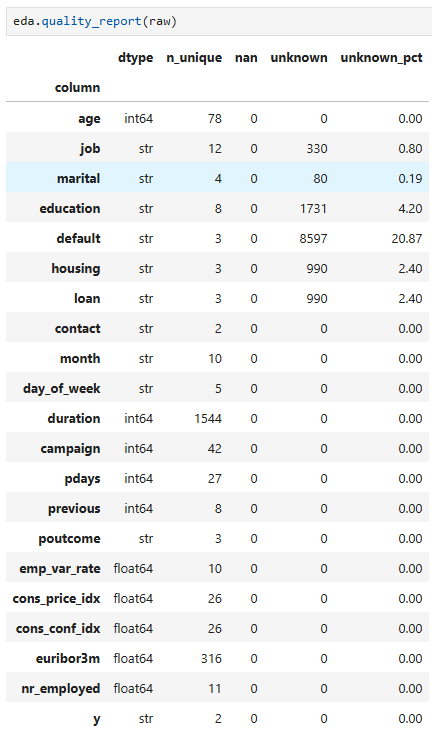 eda.quality_report(raw)
dtype n_unique nan unknown unknown_pct
column
age int64 78 0 0 0.00
job str 12 0 330 0.80
marital str 4 0 80 0.19
education str 8 0 1731 4.20
default str 3 0 8597 20.87
housing str 3 0 990 2.40
loan str 3 0 990 2.40
contact str 2 0 0 0.00
month str 10 0 0 0.00
day_of_week str 5 0 0 0.00
duration int64 1544 0 0 0.00
campaign int64 42 0 0 0.00
pdays int64 27 0 0 0.00
previous int64 8 0 0 0.00
poutcome str 3 0 0 0.00
emp_var_rate float64 10 0 0 0.00
cons_price_idx float64 26 0 0 0.00
cons_conf_idx float64 26 0 0 0.00
euribor3m float64 316 0 0 0.00
nr_employed float64 11 0 0 0.00
y str 2 0 0 0.00